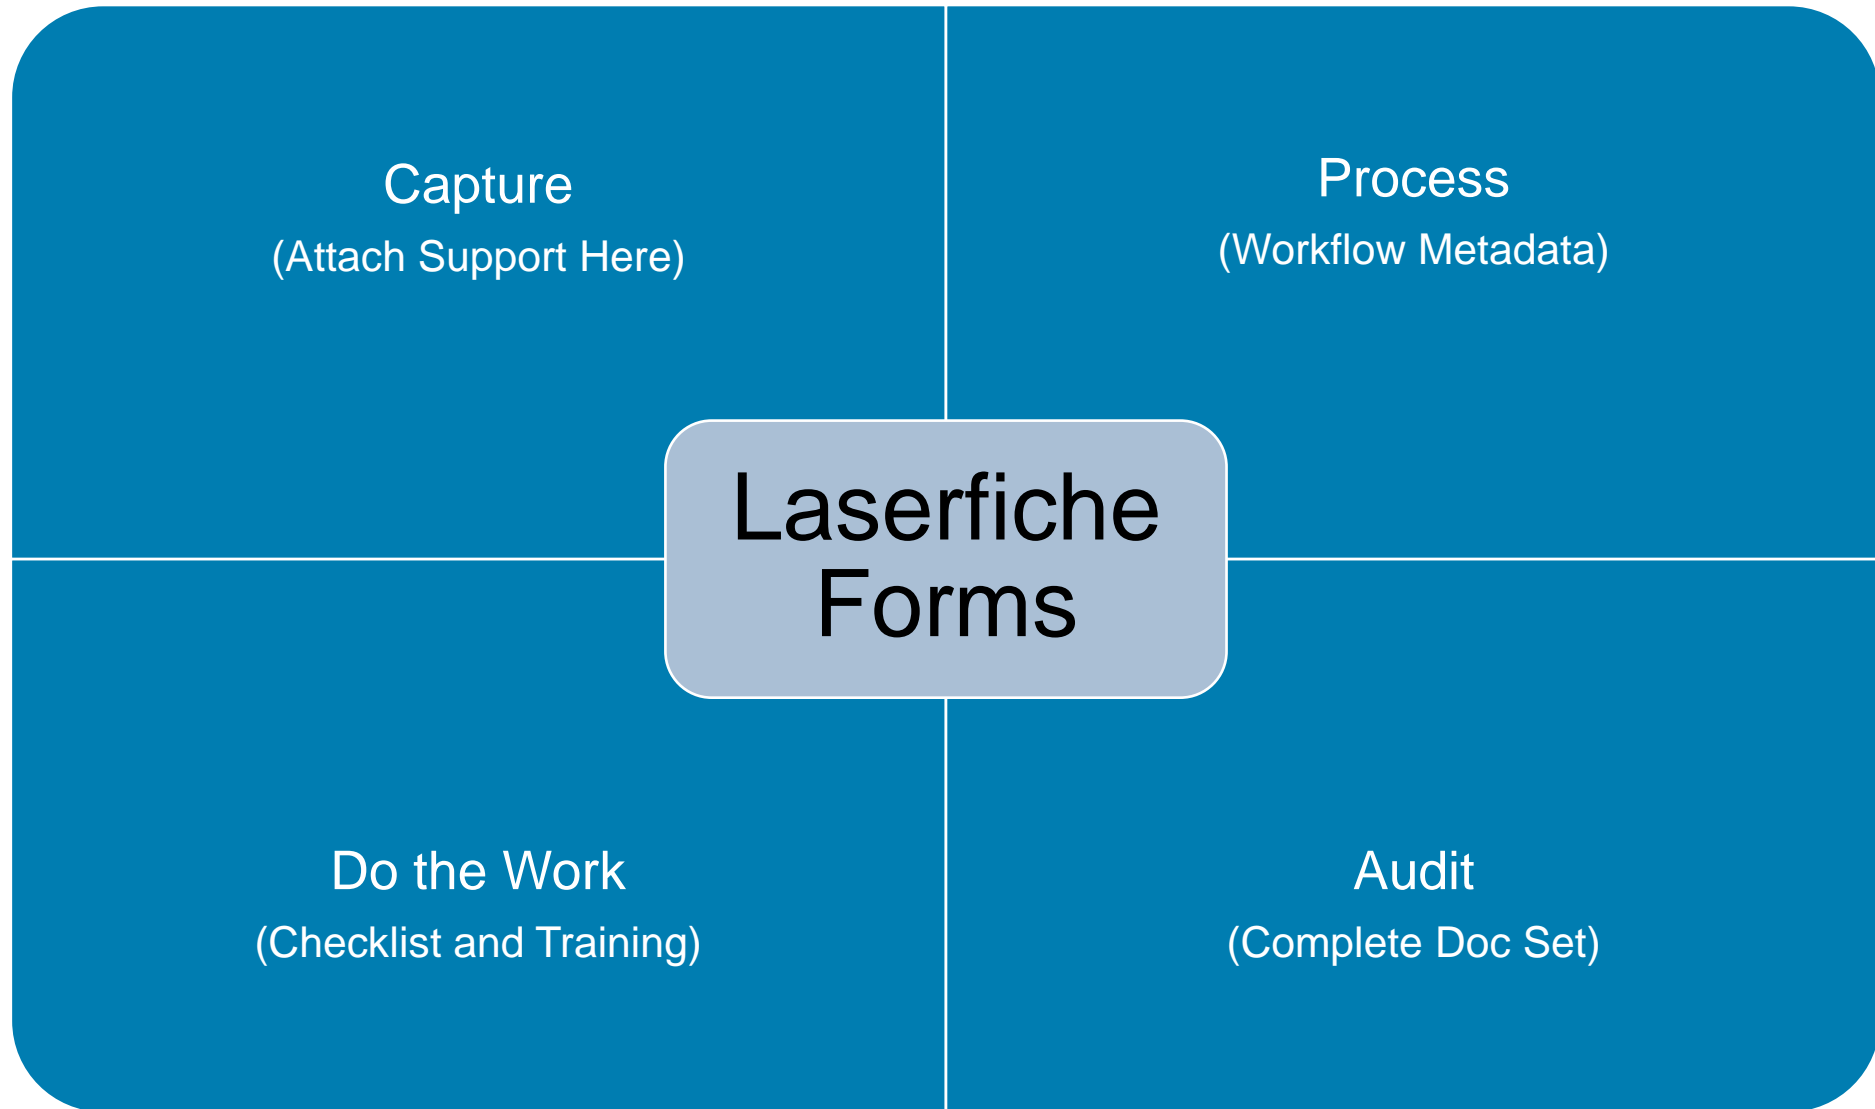 Capture
(Attach Support Here)
Process
(Workflow Metadata)
Laserfiche
Forms
Do the Work
(Checklist and Training)
Audit
(Complete Doc Set)